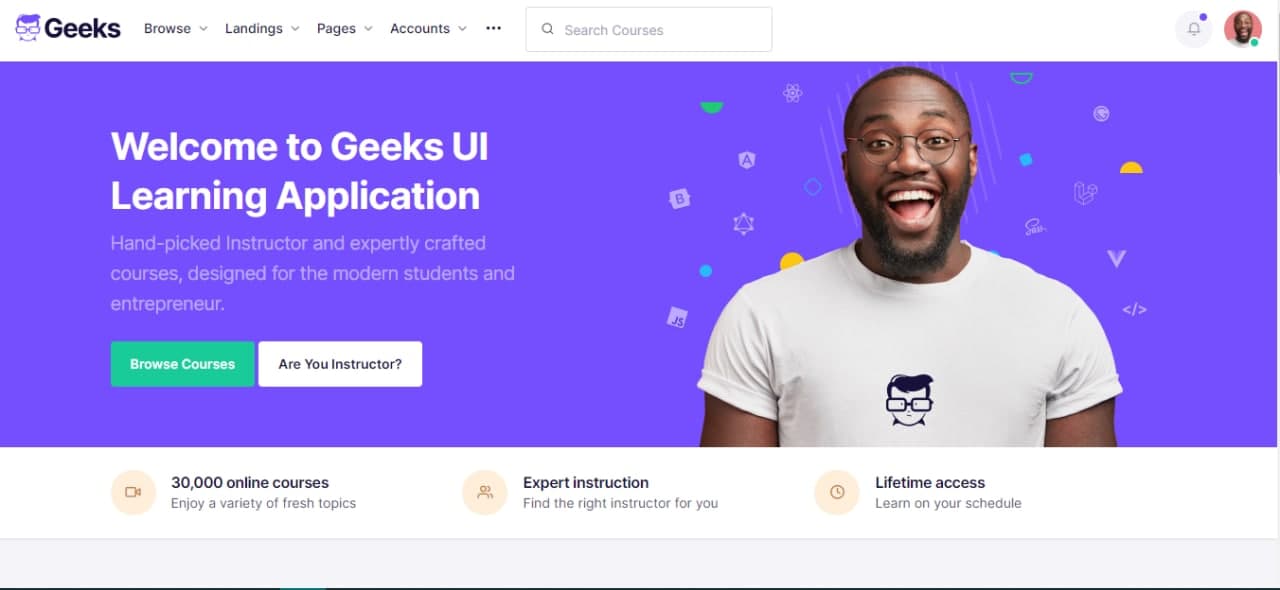 Geeks
Browse
Landings
Pages
Accounts
Search Courses
Welcome to Geeks UI
Learning Application
Hand-picked Instructor and expertly crafted
courses, designed for the modern students and
entrepreneur.
Browse Courses
Are You Instructor?
A
B
JS
Sass
</>
30,000 online courses
Enjoy a variety of fresh topics
Expert instruction
Find the right instructor for you
Lifetime access
Learn on your schedule